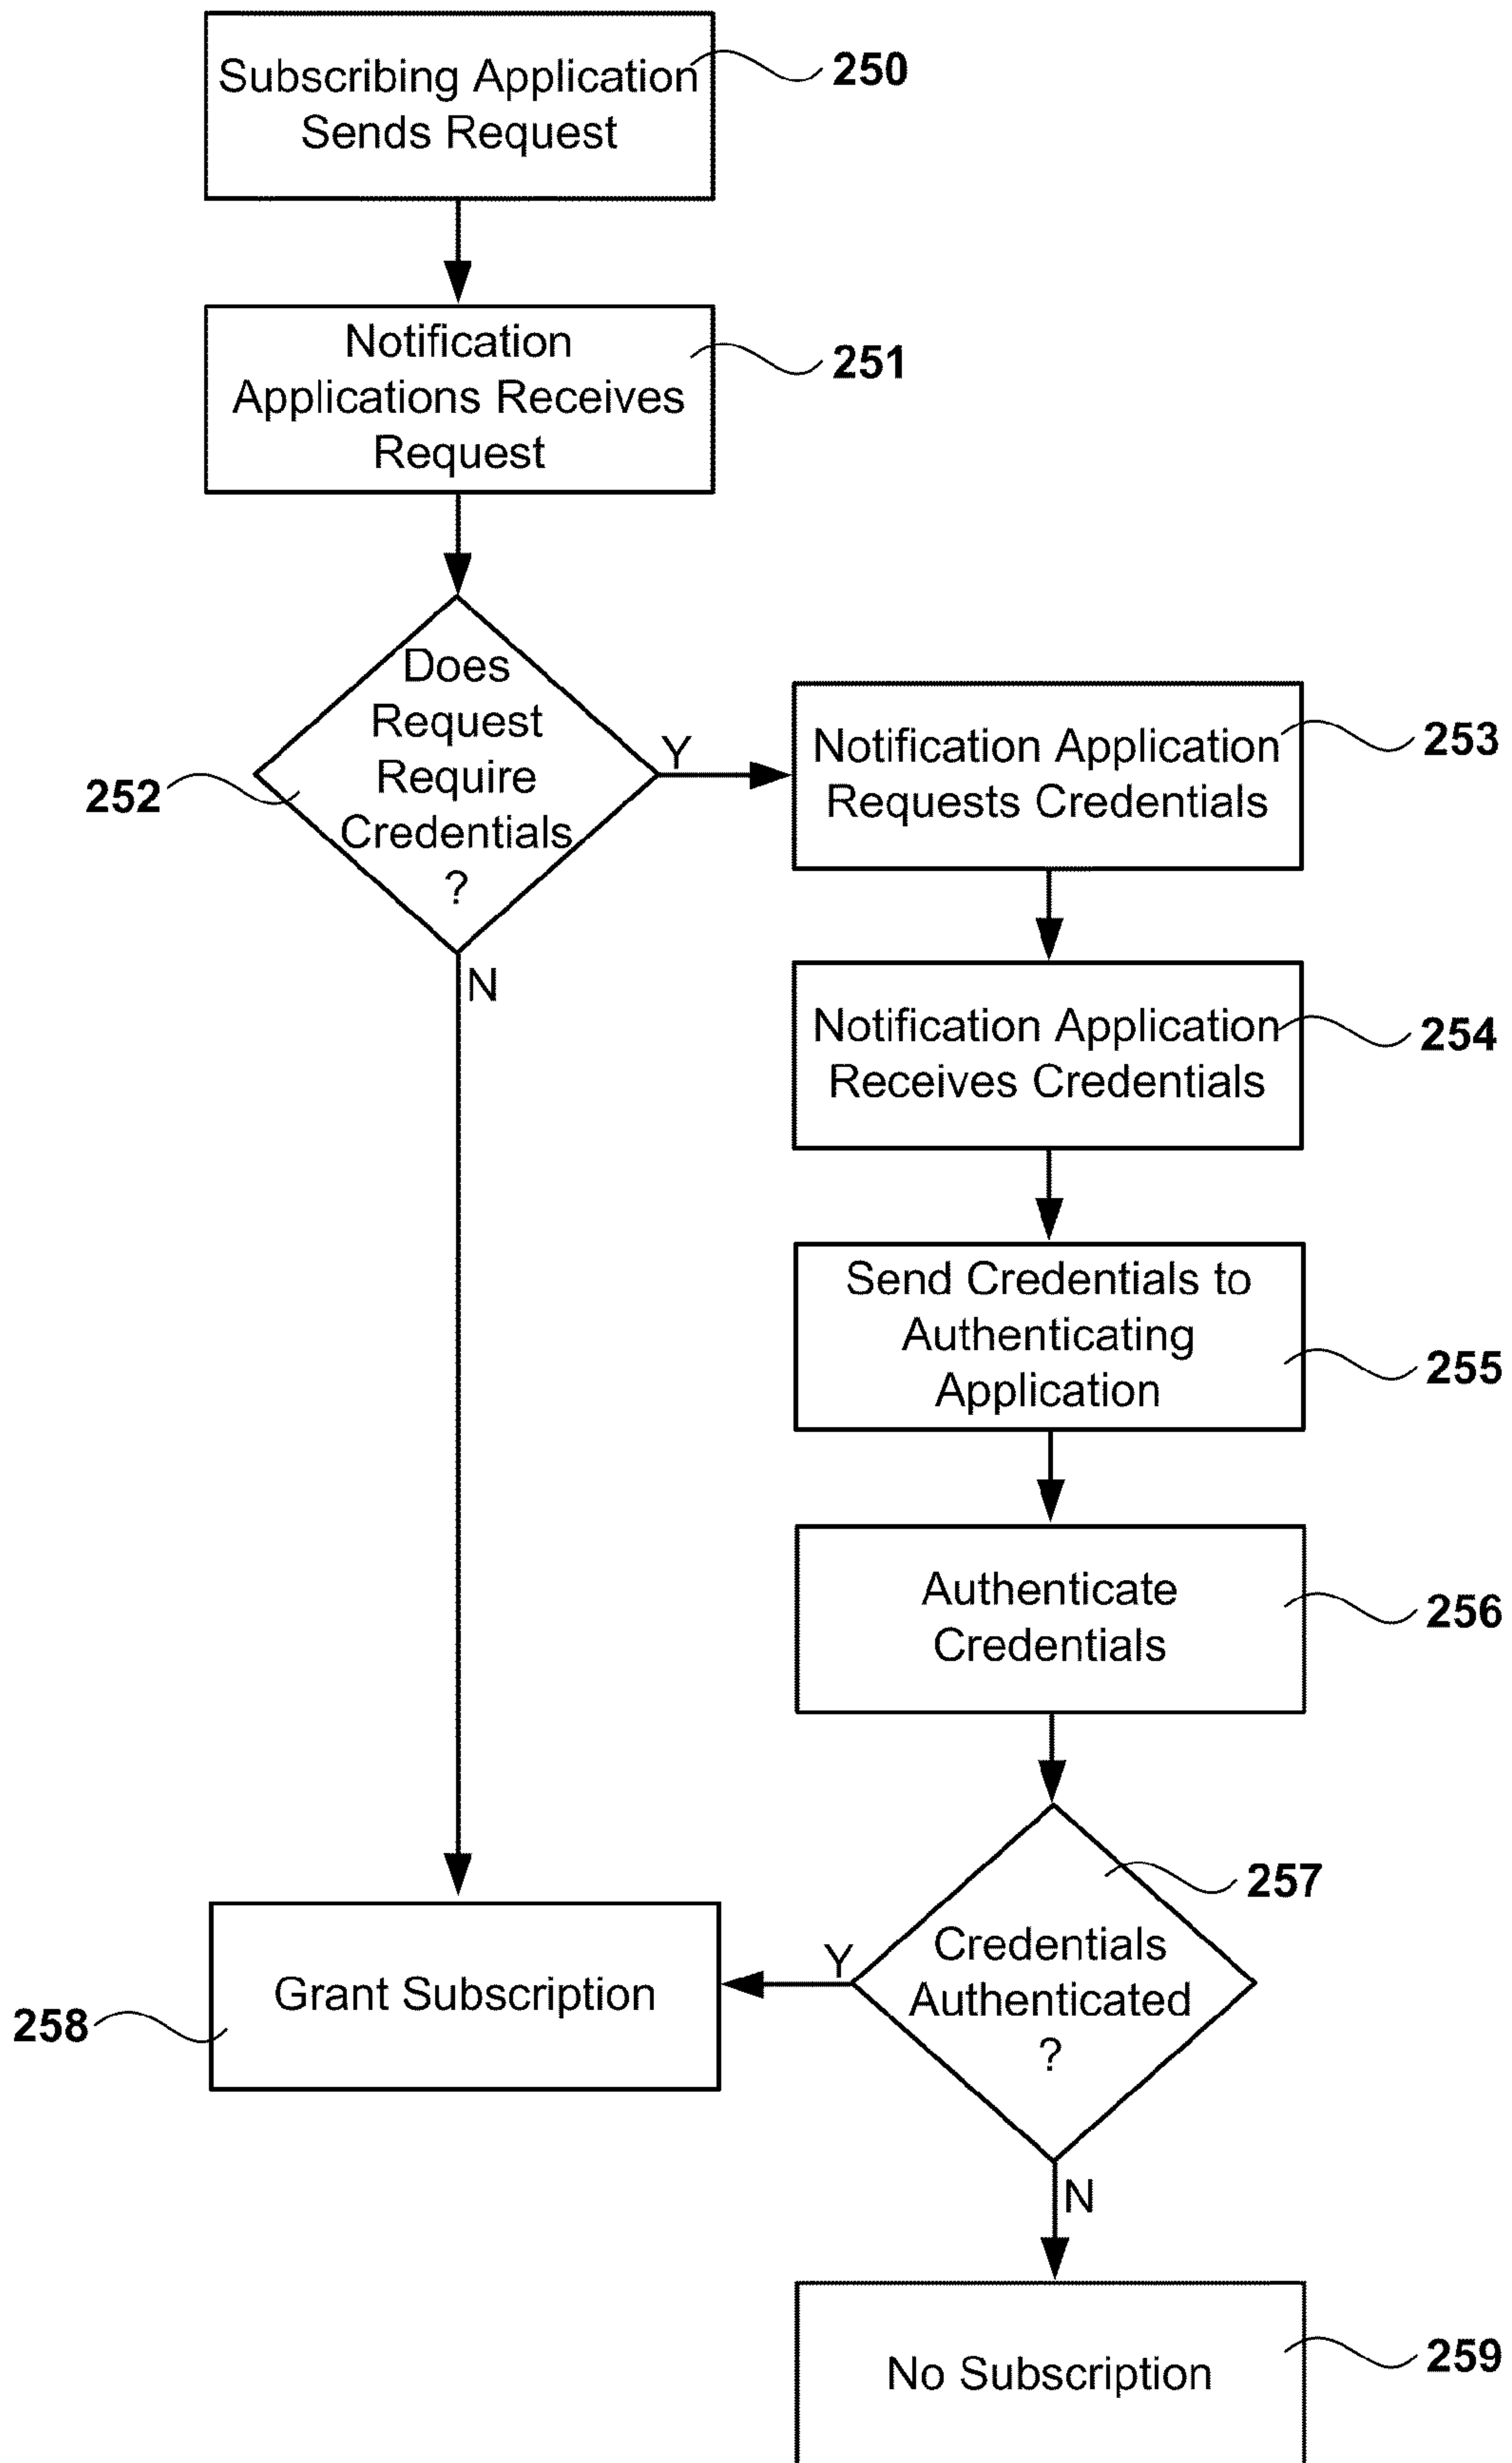 Subscribing Application
Sends Request
250
Notification
Applications Receives
Request
251
Does
Request
Require
Credentials
?
252
Y
N
Notification Application
Requests Credentials
253
Notification Application
Receives Credentials
254
Send Credentials to
Authenticating
Application
255
Authenticate
Credentials
256
257
Credentials
Authenticated
?
Y
N
Grant Subscription
258
No Subscription
259